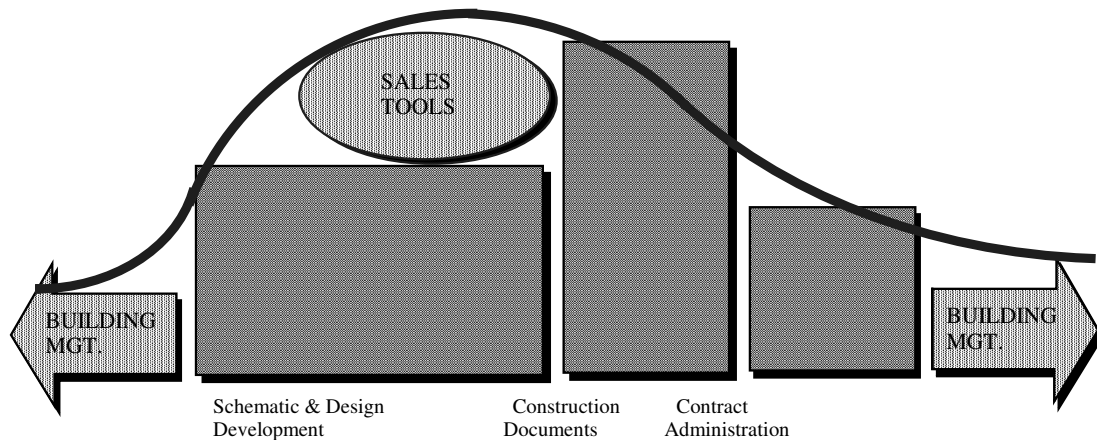 SALES
TOOLS
BUILDING
MGT.
BUILDING
MGT.
Schematic & Design
Development
Construction
Documents
Contract
Administration